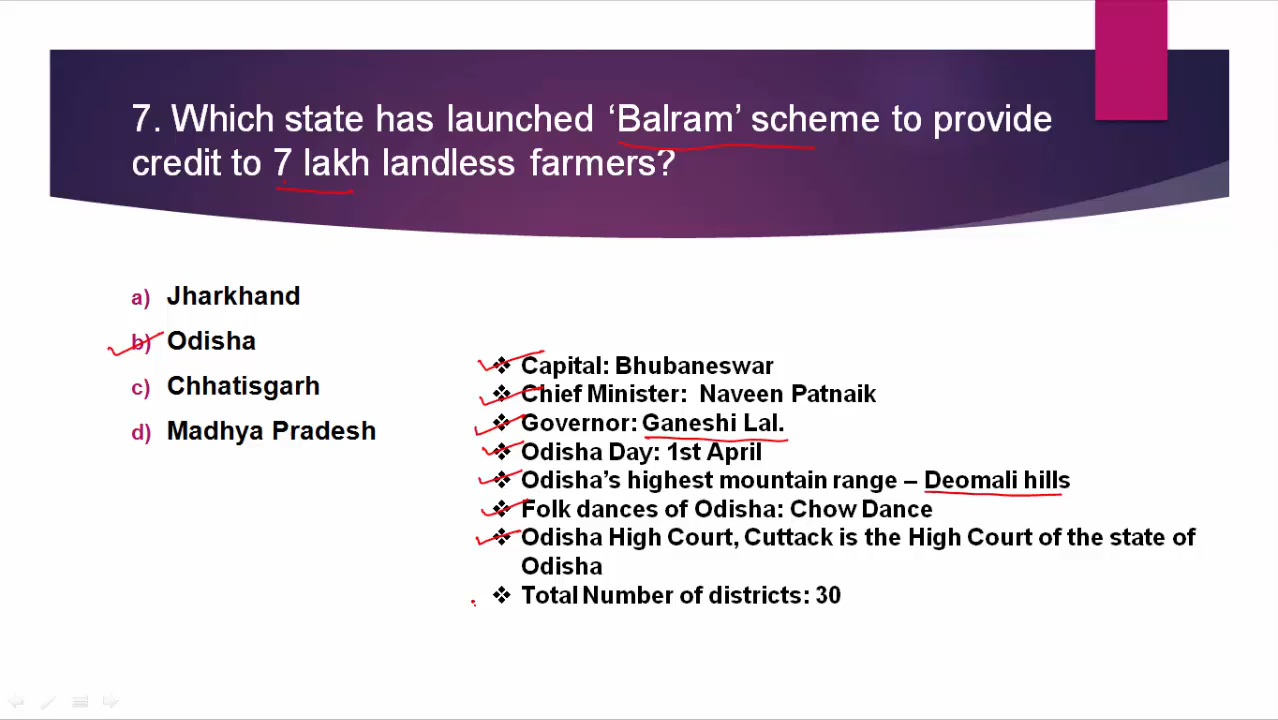 7. Which state has launched ‘Balram’ scheme to provide
credit to 7 lakh landless farmers?
a) Jharkhand
b) Odisha
c) Chhatisgarh
d) Madhya Pradesh
❖ Capital: Bhubaneswar
❖ Chief Minister: Naveen Patnaik
❖ Governor: Ganeshi Lal.
❖ Odisha Day: 1st April
❖ Odisha’s highest mountain range – Deomali hills
❖ Folk dances of Odisha: Chow Dance
❖ Odisha High Court, Cuttack is the High Court of the state of
Odisha
❖ Total Number of districts: 30